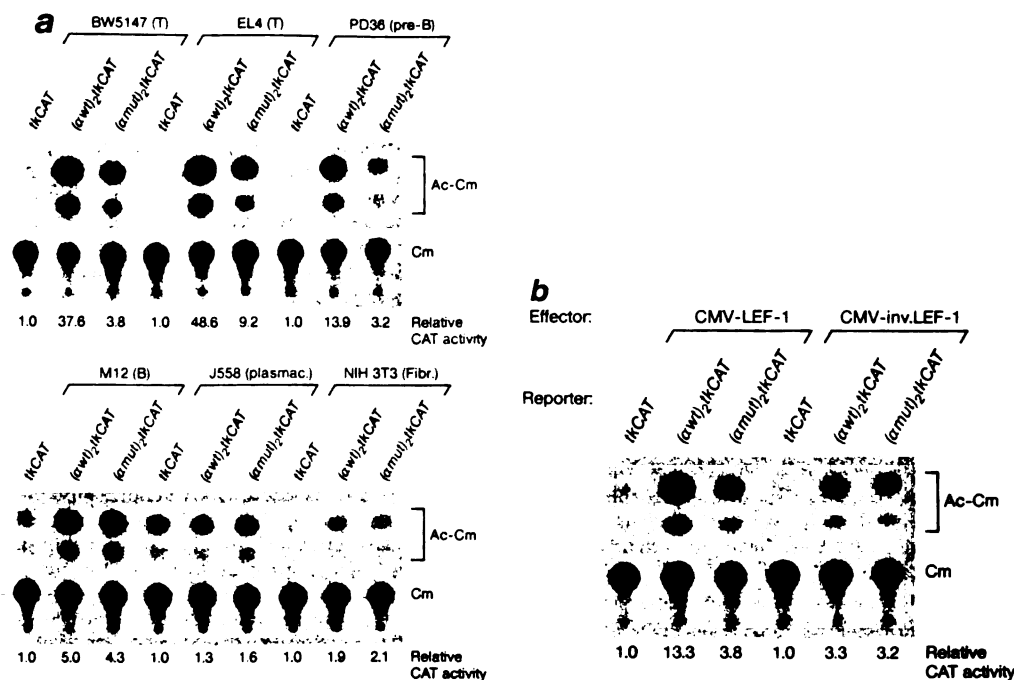 a
BW5147 (T) EL4 (T) PD36 (pre-B)
tkCAT (αwt)2tkCAT (αmut)2tkCAT tkCAT (αwt)2tkCAT (αmut)2tkCAT tkCAT (αwt)2tkCAT (αmut)2tkCAT
Ac-Cm
Cm
1.0 37.6 3.8 1.0 48.6 9.2 1.0 13.9 3.2 Relative
CAT activity
M12 (B) J558 (plasmac.) NIH 3T3 (Fibr.)
tkCAT (αwt)2tkCAT (αmut)2tkCAT tkCAT (αwt)2tkCAT (αmut)2tkCAT tkCAT (αwt)2tkCAT (αmut)2tkCAT
Ac-Cm
Cm
1.0 5.0 4.3 1.0 1.3 1.6 1.0 1.9 2.1 Relative
CAT activity
b
Effector: CMV-LEF-1 CMV-inv.LEF-1
Reporter: tkCAT (αwt)2tkCAT (αmut)2tkCAT tkCAT (αwt)2tkCAT (αmut)2tkCAT
Ac-Cm
Cm
1.0 13.3 3.8 1.0 3.3 3.2 Relative
CAT activity